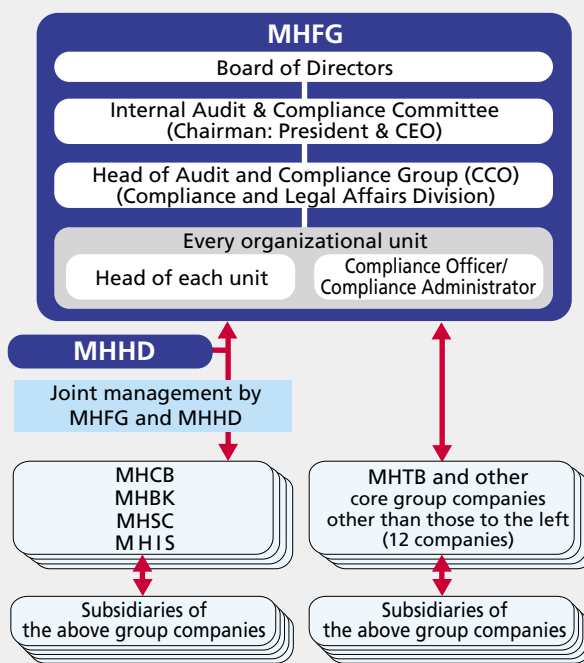 MHFG
Board of Directors
Internal Audit & Compliance Committee
(Chairman: President & CEO)
Head of Audit and Compliance Group (CCO)
(Compliance and Legal Affairs Division)
Every organizational unit
Head of each unit
Compliance Officer/
Compliance Administrator
MHHD
Joint management by
MHFG and MHHD
MHCB
MHBK
MHSC
MHIS
MHTB and other
core group companies
other than those to the left
(12 companies)
Subsidiaries of
the above group companies
Subsidiaries of
the above group companies